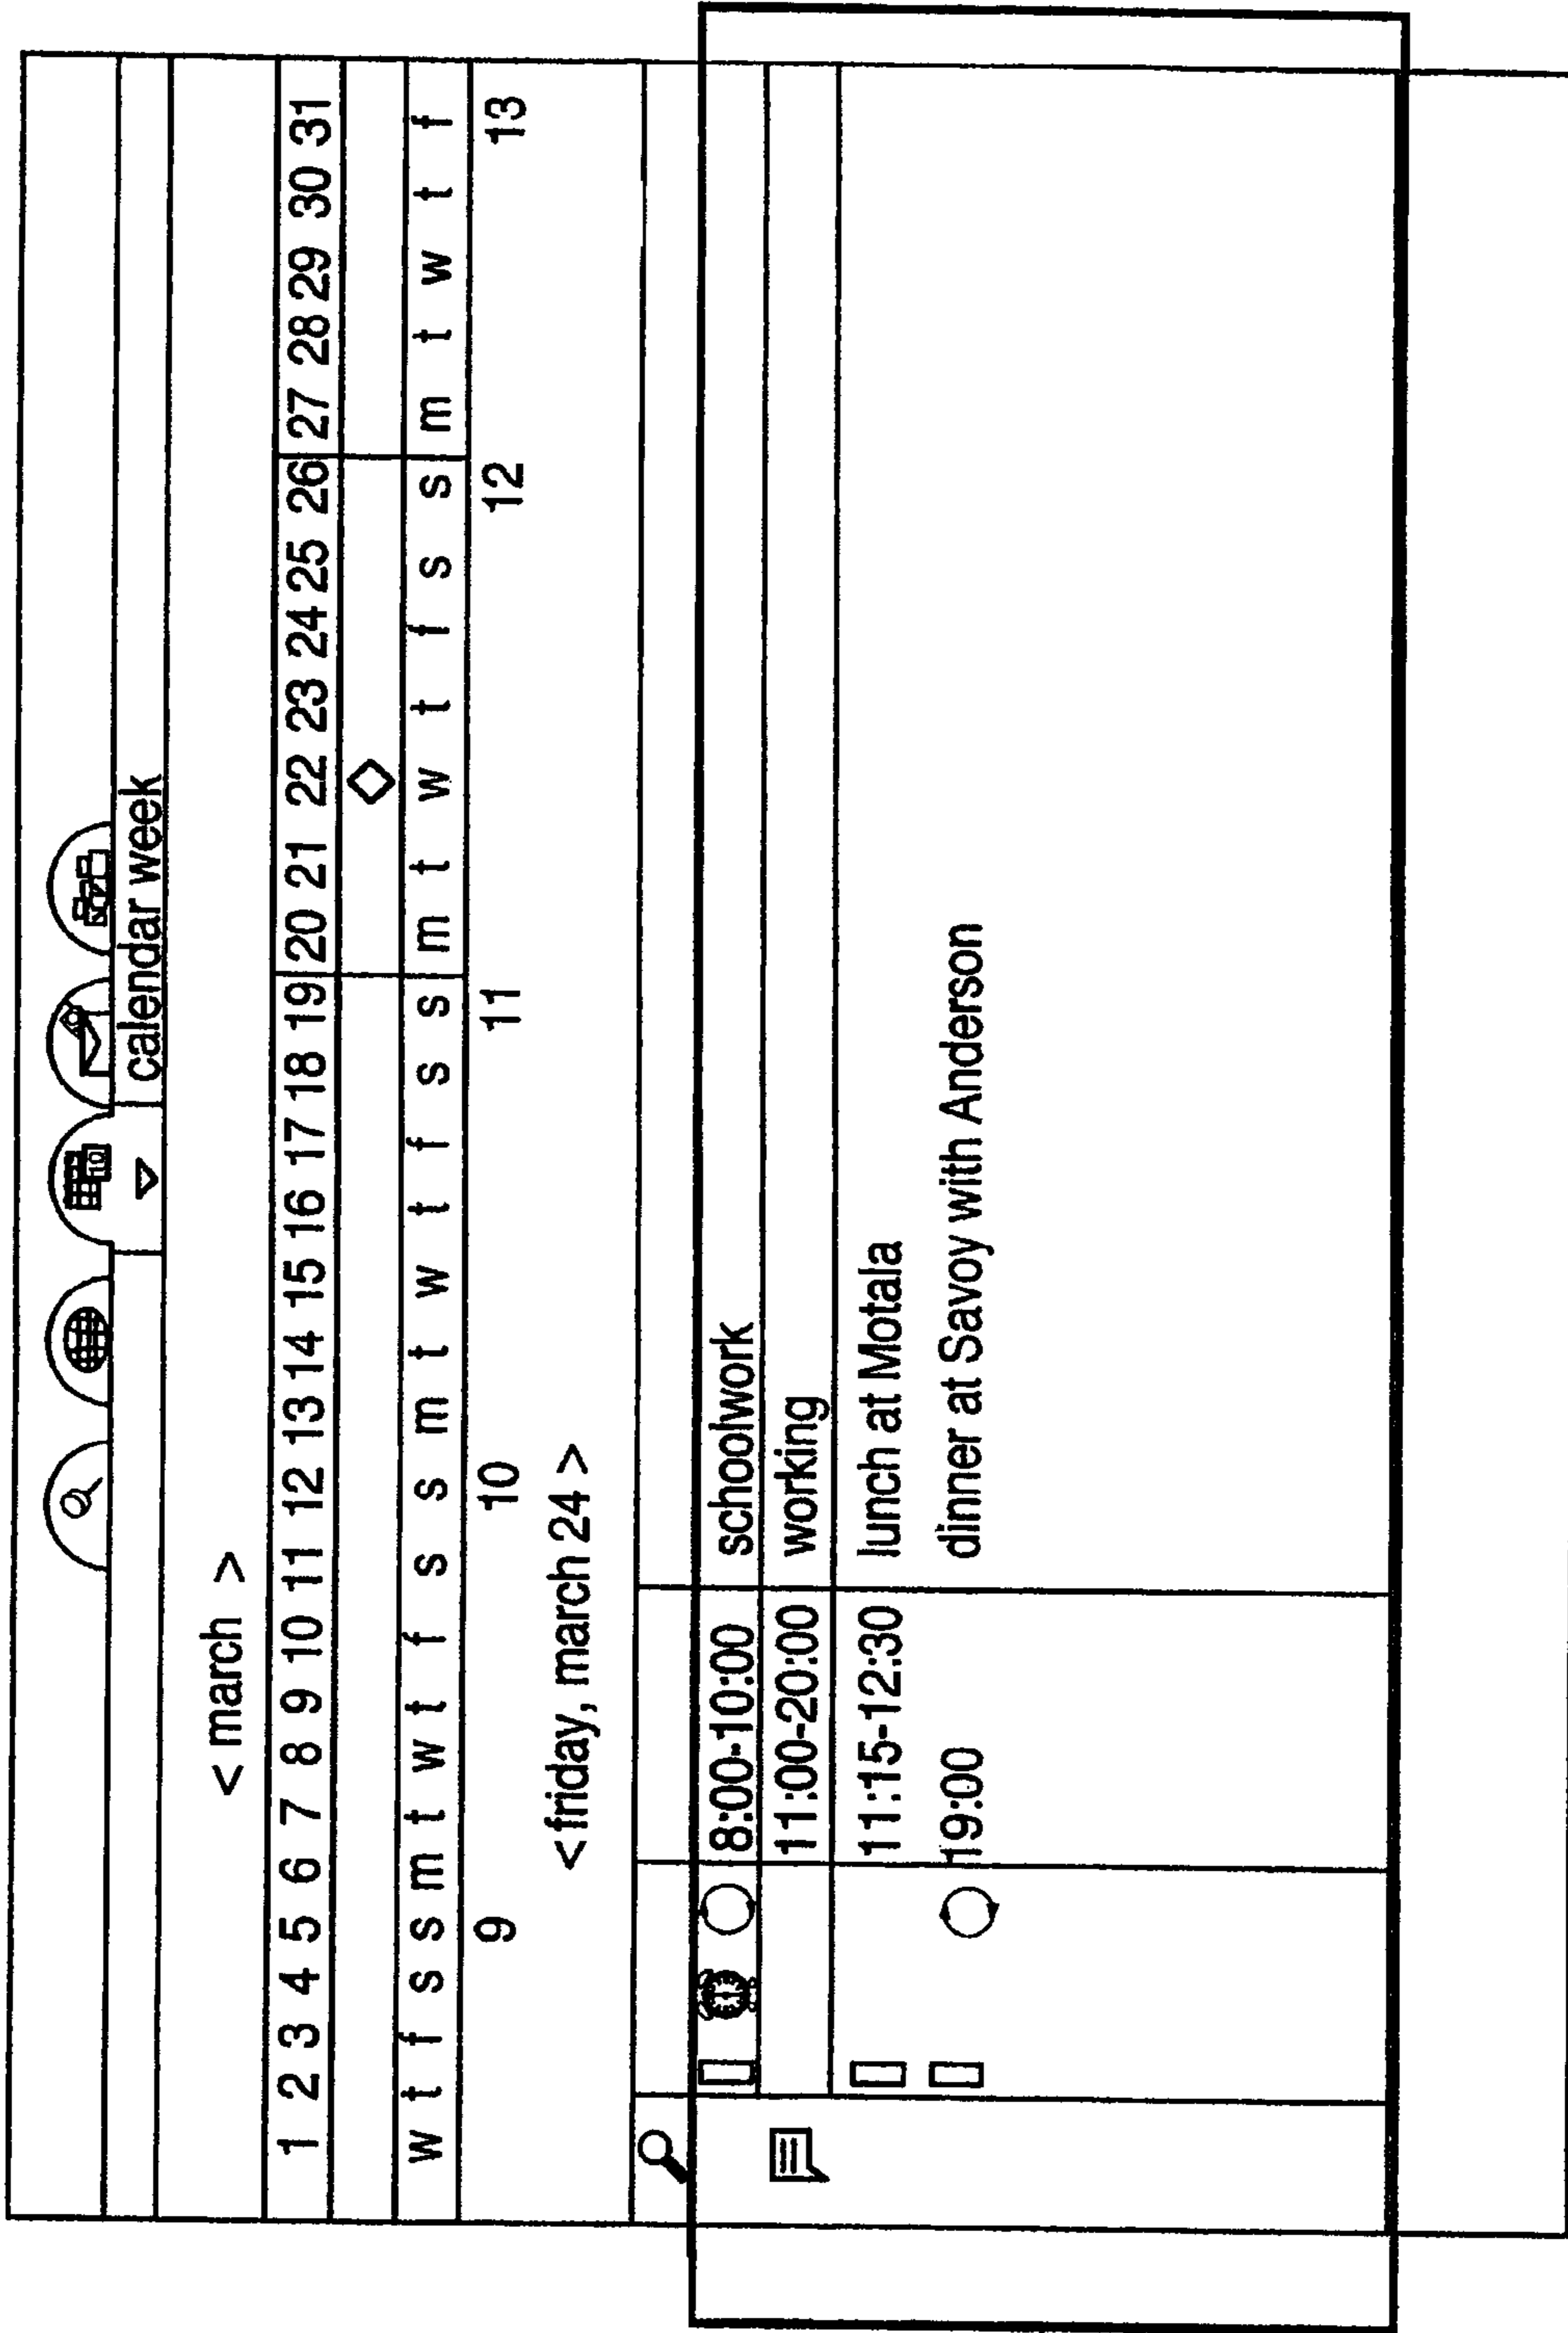 calendar week
< march >
1 2 3 4 5 6 7 8 9 10 11 12 13 14 15 16 17 18 19 20 21 22 23 24 25 26 27 28 29 30 31
w t f s s m t w t f s s m t w t f s s m t w t f s s m t w t f
9 10 11 12 13
<friday, march 24 >
8:00-10:00 schoolwork
11:00-20:00 working
11:15-12:30 lunch at Motala
19:00 dinner at Savoy with Anderson